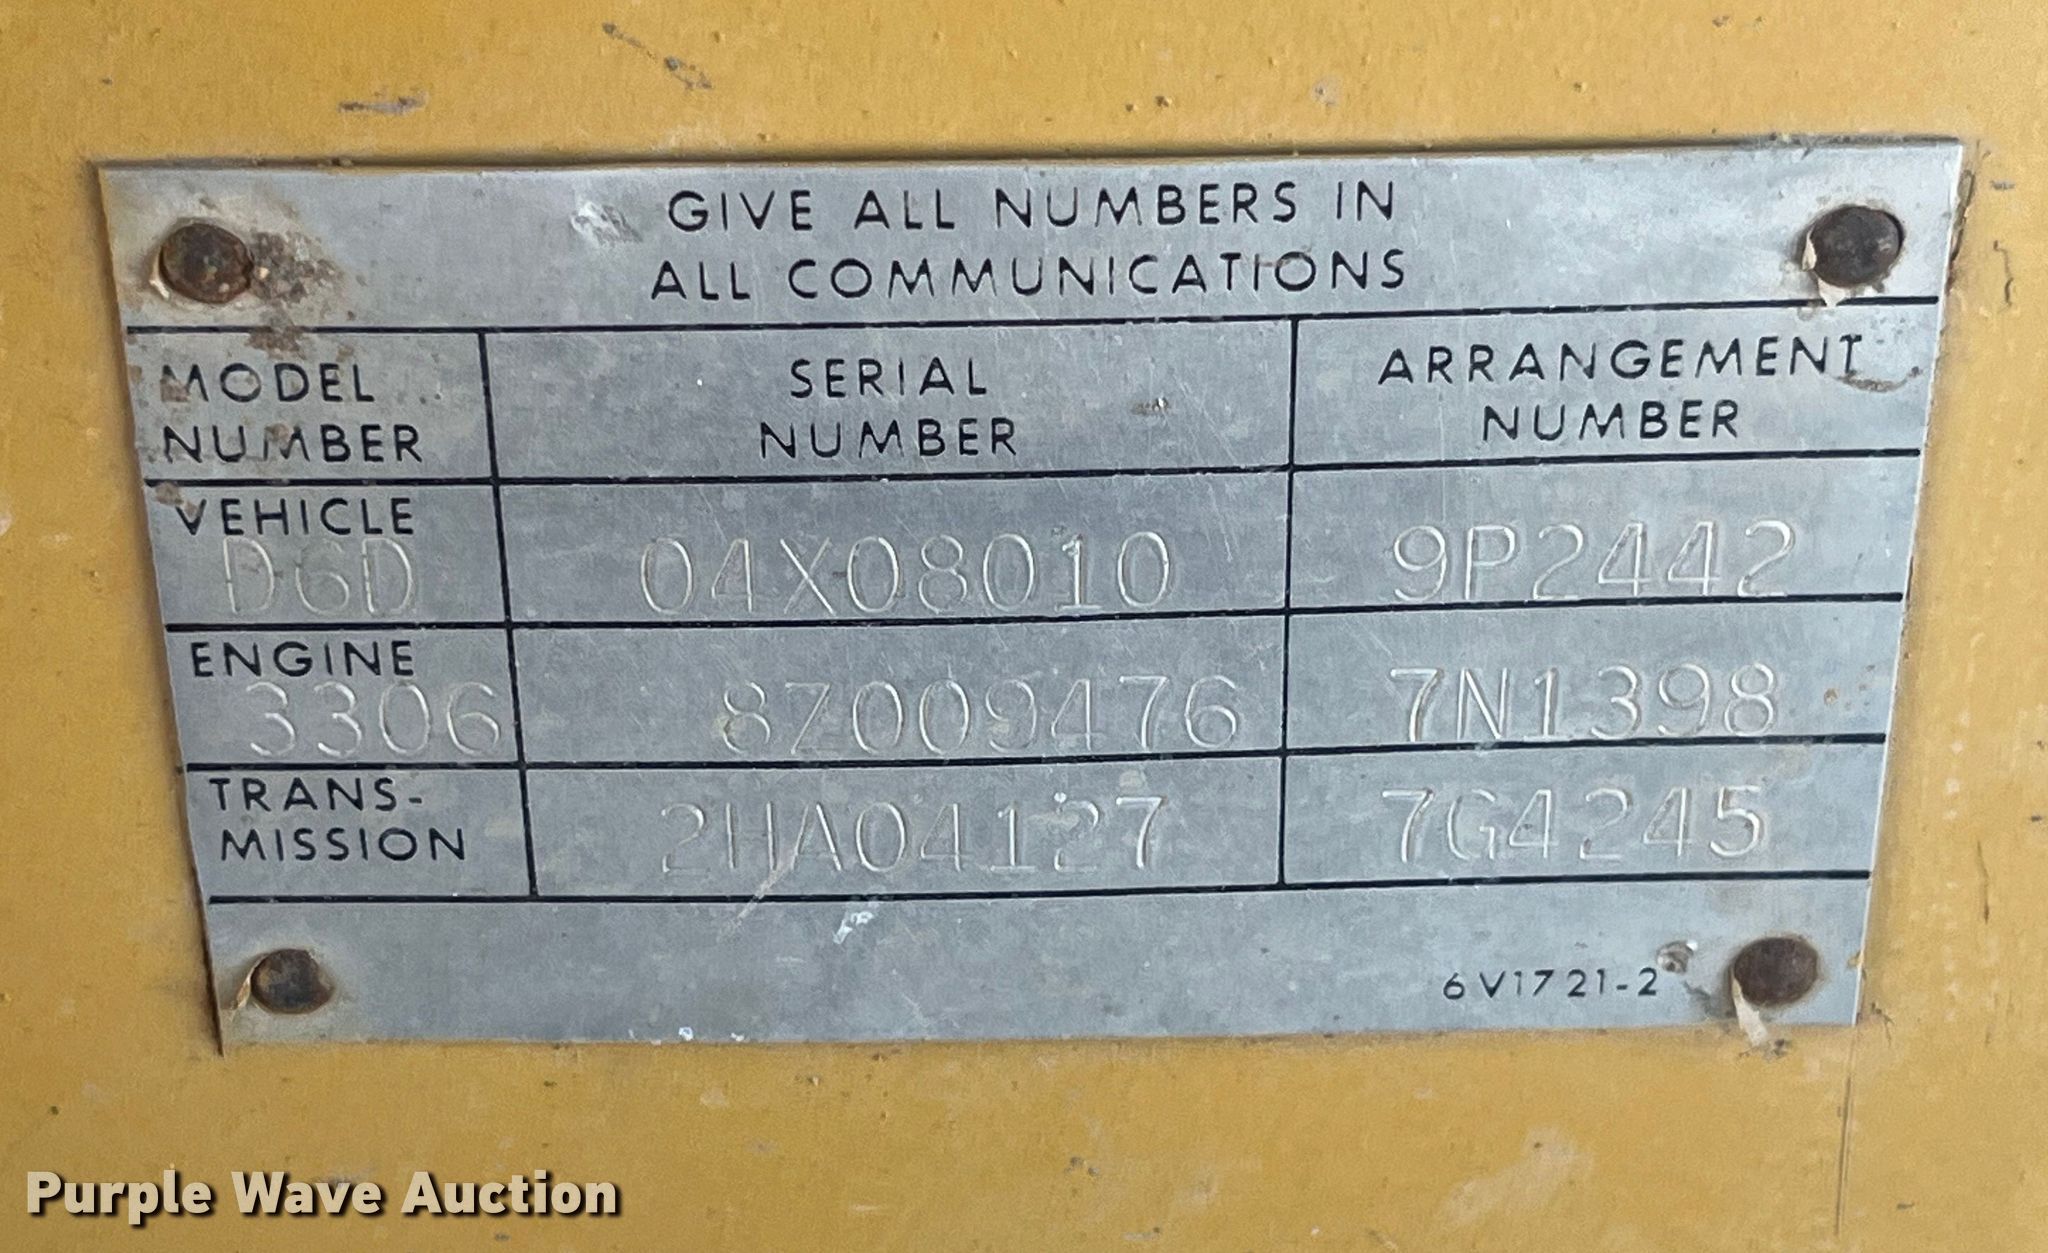 GIVE ALL NUMBERS IN
ALL COMMUNICATIONS
MODEL
NUMBER
SERIAL
NUMBER
ARRANGEMENT
NUMBER
VEHICLE
D6D
04X08010
9P2442
ENGINE
3306
8Z009476
7N1398
TRANS-
MISSION
2HA04127
7G4245
6V1721-2
Purple Wave Auction